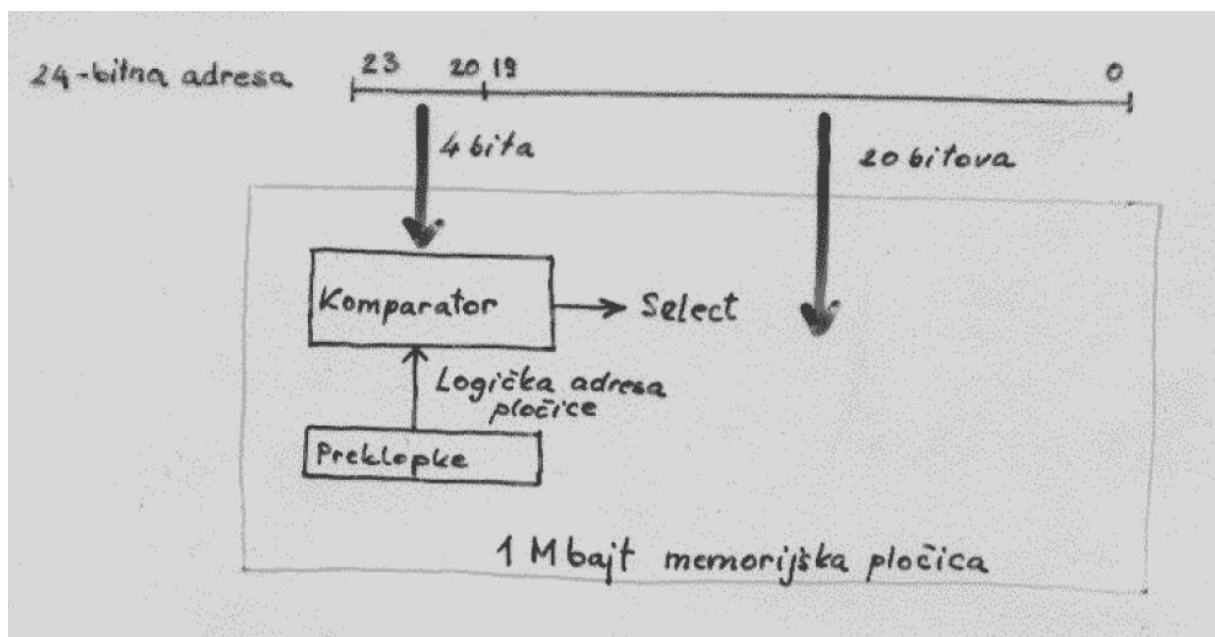 24-bitna adresa 23 20 19 0
4 bita
20 bitova
Komparator
Select
Logička adresa
pločice
Preklopke
1 M bajt memorijska pločica